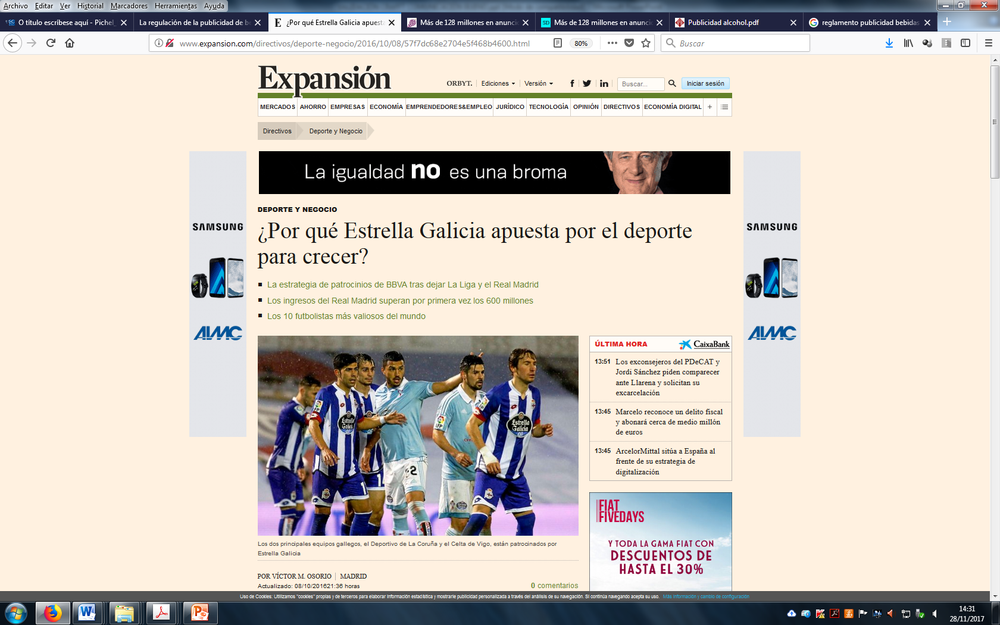 Archivo Editar Ver Historial Marcadores Herramientas Ayuda
O título escríbese aquí - Pichel_
La regulación de la publicidad de be
E ¿Por qué Estrella Galicia apuesta
Más de 128 millones en anuncio
SD Más de 128 millones en anuncio
Publicidad alcohol.pdf
reglamento publicidad bebidas
www.expansion.com/directivos/deporte-negocio/2016/10/08/57f7dc68e2704e5f468b4600.html
80%
Buscar
Expansión
ORBYT. Ediciones Versión
Buscar...
Iniciar sesión
MERCADOS AHORRO EMPRESAS ECONOMÍA EMPRENDEDORES&EMPLEO JURÍDICO TECNOLOGÍA OPINIÓN DIRECTIVOS ECONOMÍA DIGITAL +
Directivos Deporte y Negocio
La igualdad no es una broma
SAMSUNG
AIMC
SAMSUNG
AIMC
DEPORTE Y NEGOCIO
¿Por qué Estrella Galicia apuesta por el deporte
para crecer?
La estrategia de patrocinios de BBVA tras dejar La Liga y el Real Madrid
Los ingresos del Real Madrid superan por primera vez los 600 millones
Los 10 futbolistas más valiosos del mundo
Estrella
Galicia
22
LFP
Estrella
Galicia
Los dos principales equipos gallegos, el Deportivo de La Coruña y el Celta de Vigo, están patrocinados por
Estrella Galicia
POR VÍCTOR M. OSORIO | MADRID
Actualizado: 08/10/201621:36 horas
0 comentarios
ÚLTIMA HORA
CaixaBank
13:51 Los exconsejeros del PDeCAT y
Jordi Sánchez piden comparecer
ante Llarena y solicitan su
excarcelación
13:45 Marcelo reconoce un delito fiscal
y abonará cerca de medio millón
de euros
13:45 ArcelorMittal sitúa a España al
frente de su estrategia de
digitalización
FIAT
FIVEDAYS
Y TODA LA GAMA FIAT CON
DESCUENTOS DE
HASTA EL 30%
Uso de Cookies: Utilizamos "cookies" propias y de terceros para elaborar información estadística y mostrarle publicidad personalizada a través del análisis de su navegación. Si continúa navegando acepta su uso. Más información y cambio de configuración
14:31
28/11/2017